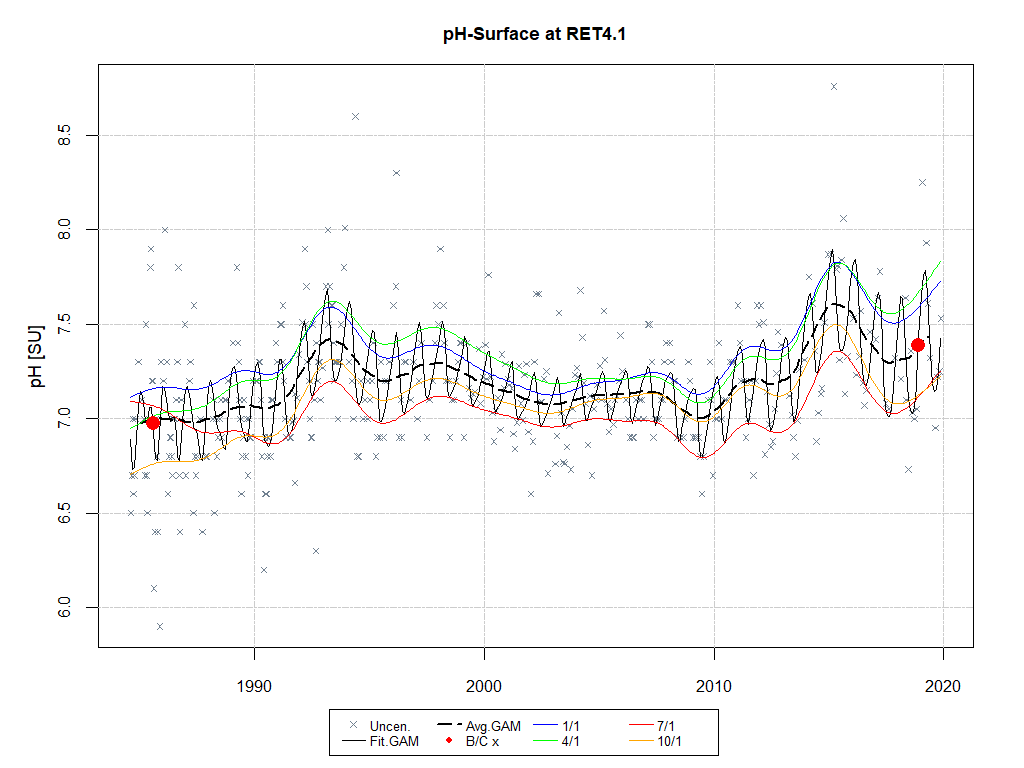 pH-Surface at RET4.1
pH [SU]
8.5
8.0
7.5
7.0
6.5
6.0
1990 2000 2010 2020
Uncen. Avg.GAM 1/1 7/1
Fit.GAM B/C x 4/1 10/1